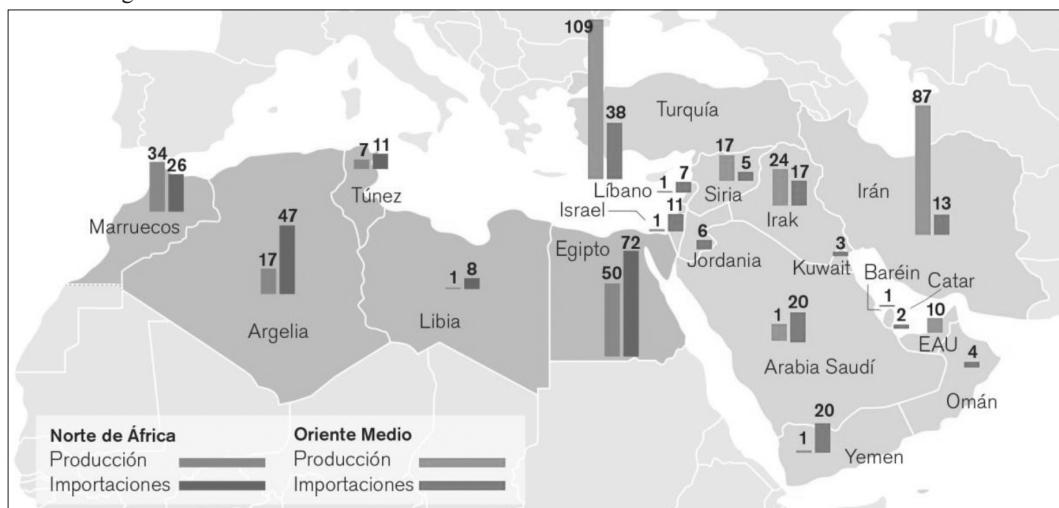 109
38
Turquía
87
13
Irán
34
26
Marruecos
7
11
Túnez
1
7
Líbano
17
5
Siria
24
17
Irak
Israel
1
11
17
47
Argelia
1
8
Libia
Egipto
50
72
6
Jordania
3
Kuwait
Baréin
1
Catar
2
10
EAU
1
20
Arabia Saudí
4
Omán
1
20
Yemen
Norte de África
Producción
Importaciones
Oriente Medio
Producción
Importaciones